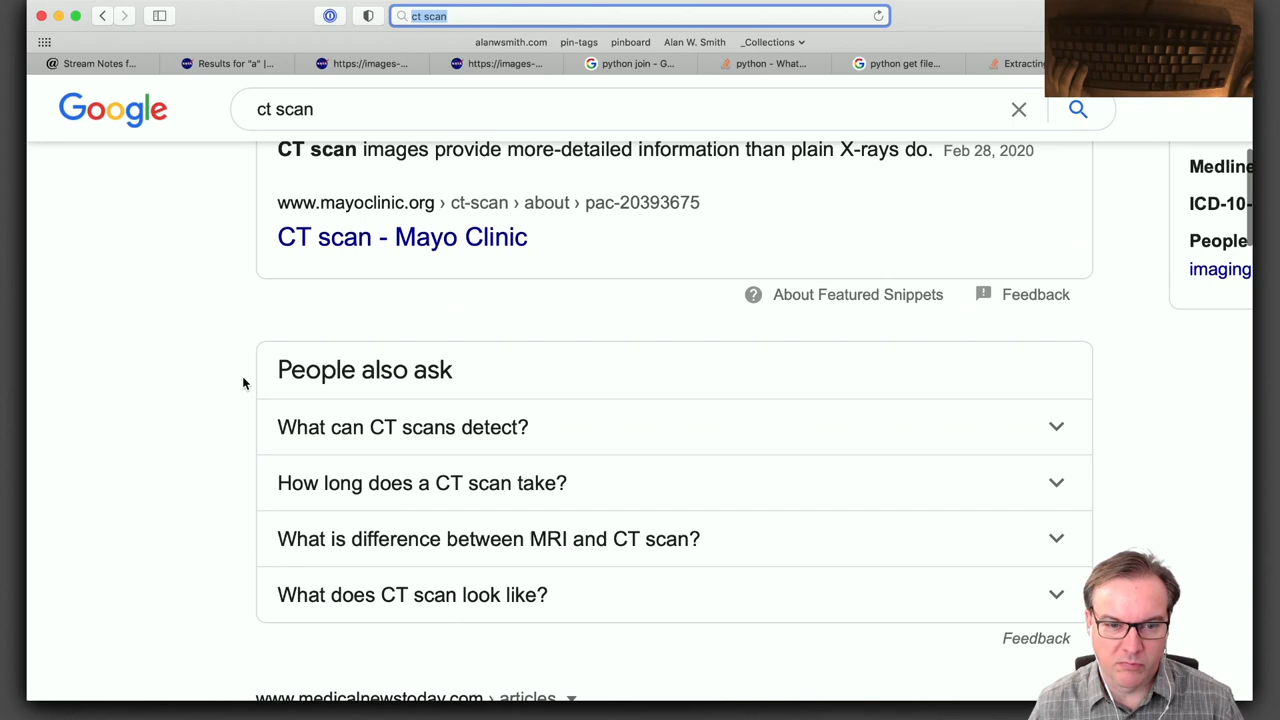 ct scan
alanwsmith.com pin-tags pinboard Alan W. Smith _Collections
Stream Notes f... Results for "a" | ... https://images-... https://images-... python join - G... python - What... python get file... Extracting
Google
ct scan
CT scan images provide more-detailed information than plain X-rays do. Feb 28, 2020
www.mayoclinic.org › ct-scan › about › pac-20393675
CT scan - Mayo Clinic
About Featured Snippets Feedback
Medline
ICD-10-
People
imaging
People also ask
What can CT scans detect?
How long does a CT scan take?
What is difference between MRI and CT scan?
What does CT scan look like?
Feedback
www.medicalnewstoday.com › articles